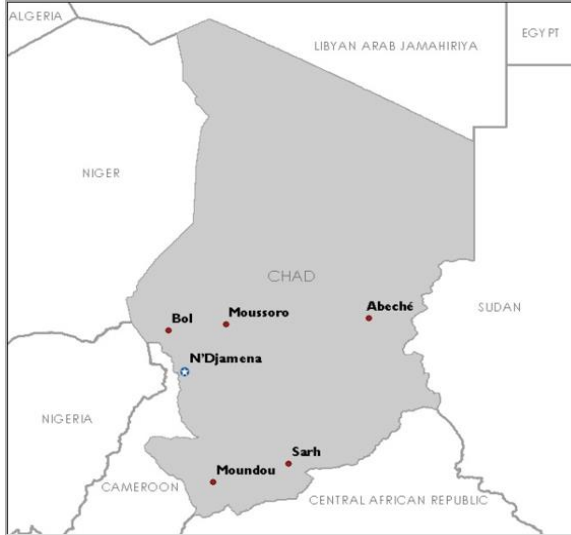 ALGERIA
LIBYAN ARAB JAMAHIRIYA
EGYPT
NIGER
CHAD
SUDAN
Bol
Moussoro
Abeché
N'Djamena
NIGERIA
Sarh
Moundou
CAMEROON
CENTRAL AFRICAN REPUBLIC